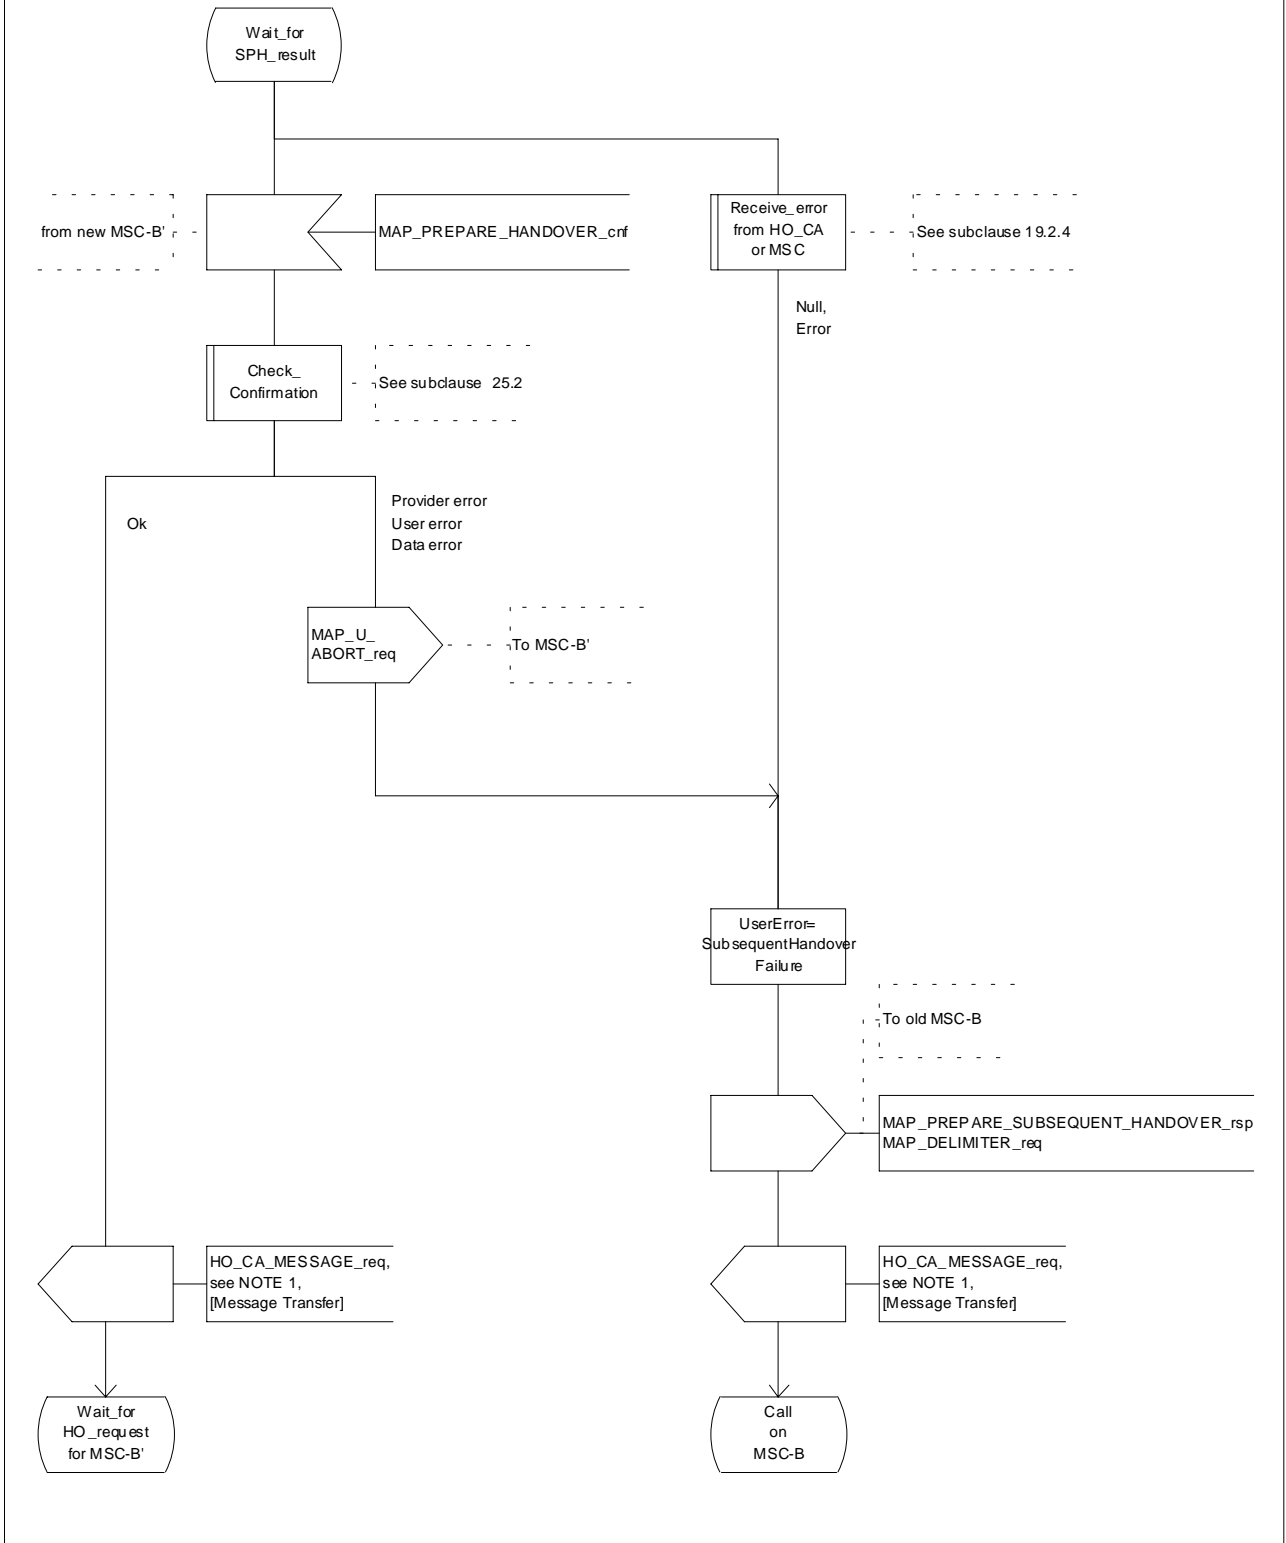 Wait_for
SPH_result
from new MSC-B'
MAP_PREPARE_HANDOVER_cnf
Receive_error
from HO_CA
or MSC
See subclause 19.2.4
Null,
Error
Check_
Confirmation
See subclause 25.2
Ok
Provider error
User error
Data error
MAP_U_
ABORT_req
To MSC-B'
UserError=
SubsequentHandover
Failure
To old MSC-B
MAP_PREPARE_SUBSEQUENT_HANDOVER_rsp
MAP_DELIMITER_req
HO_CA_MESSAGE_req,
see NOTE 1,
[Message Transfer]
HO_CA_MESSAGE_req,
see NOTE 1,
[Message Transfer]
Wait_for
HO_request
for MSC-B'
Call
on
MSC-B